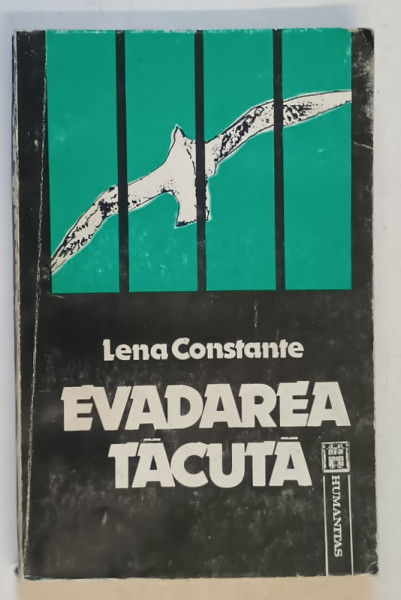 Lena Constante
EVADAREA
TĂCUTĂ
HUMANITAS